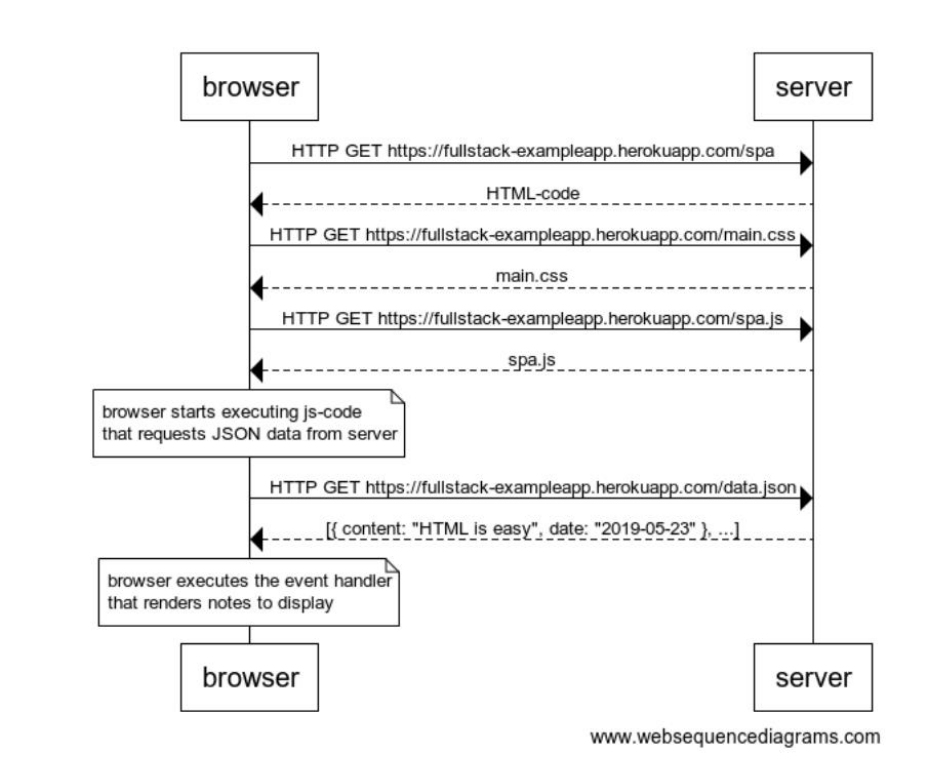 browser
server
HTTP GET https://fullstack-exampleapp.herokuapp.com/spa
HTML-code
HTTP GET https://fullstack-exampleapp.herokuapp.com/main.css
main.css
HTTP GET https://fullstack-exampleapp.herokuapp.com/spa.js
spa.js
browser starts executing js-code
that requests JSON data from server
HTTP GET https://fullstack-exampleapp.herokuapp.com/data.json
[{ content: "HTML is easy", date: "2019-05-23" }, ...]
browser executes the event handler
that renders notes to display
browser
server
www.websequencediagrams.com